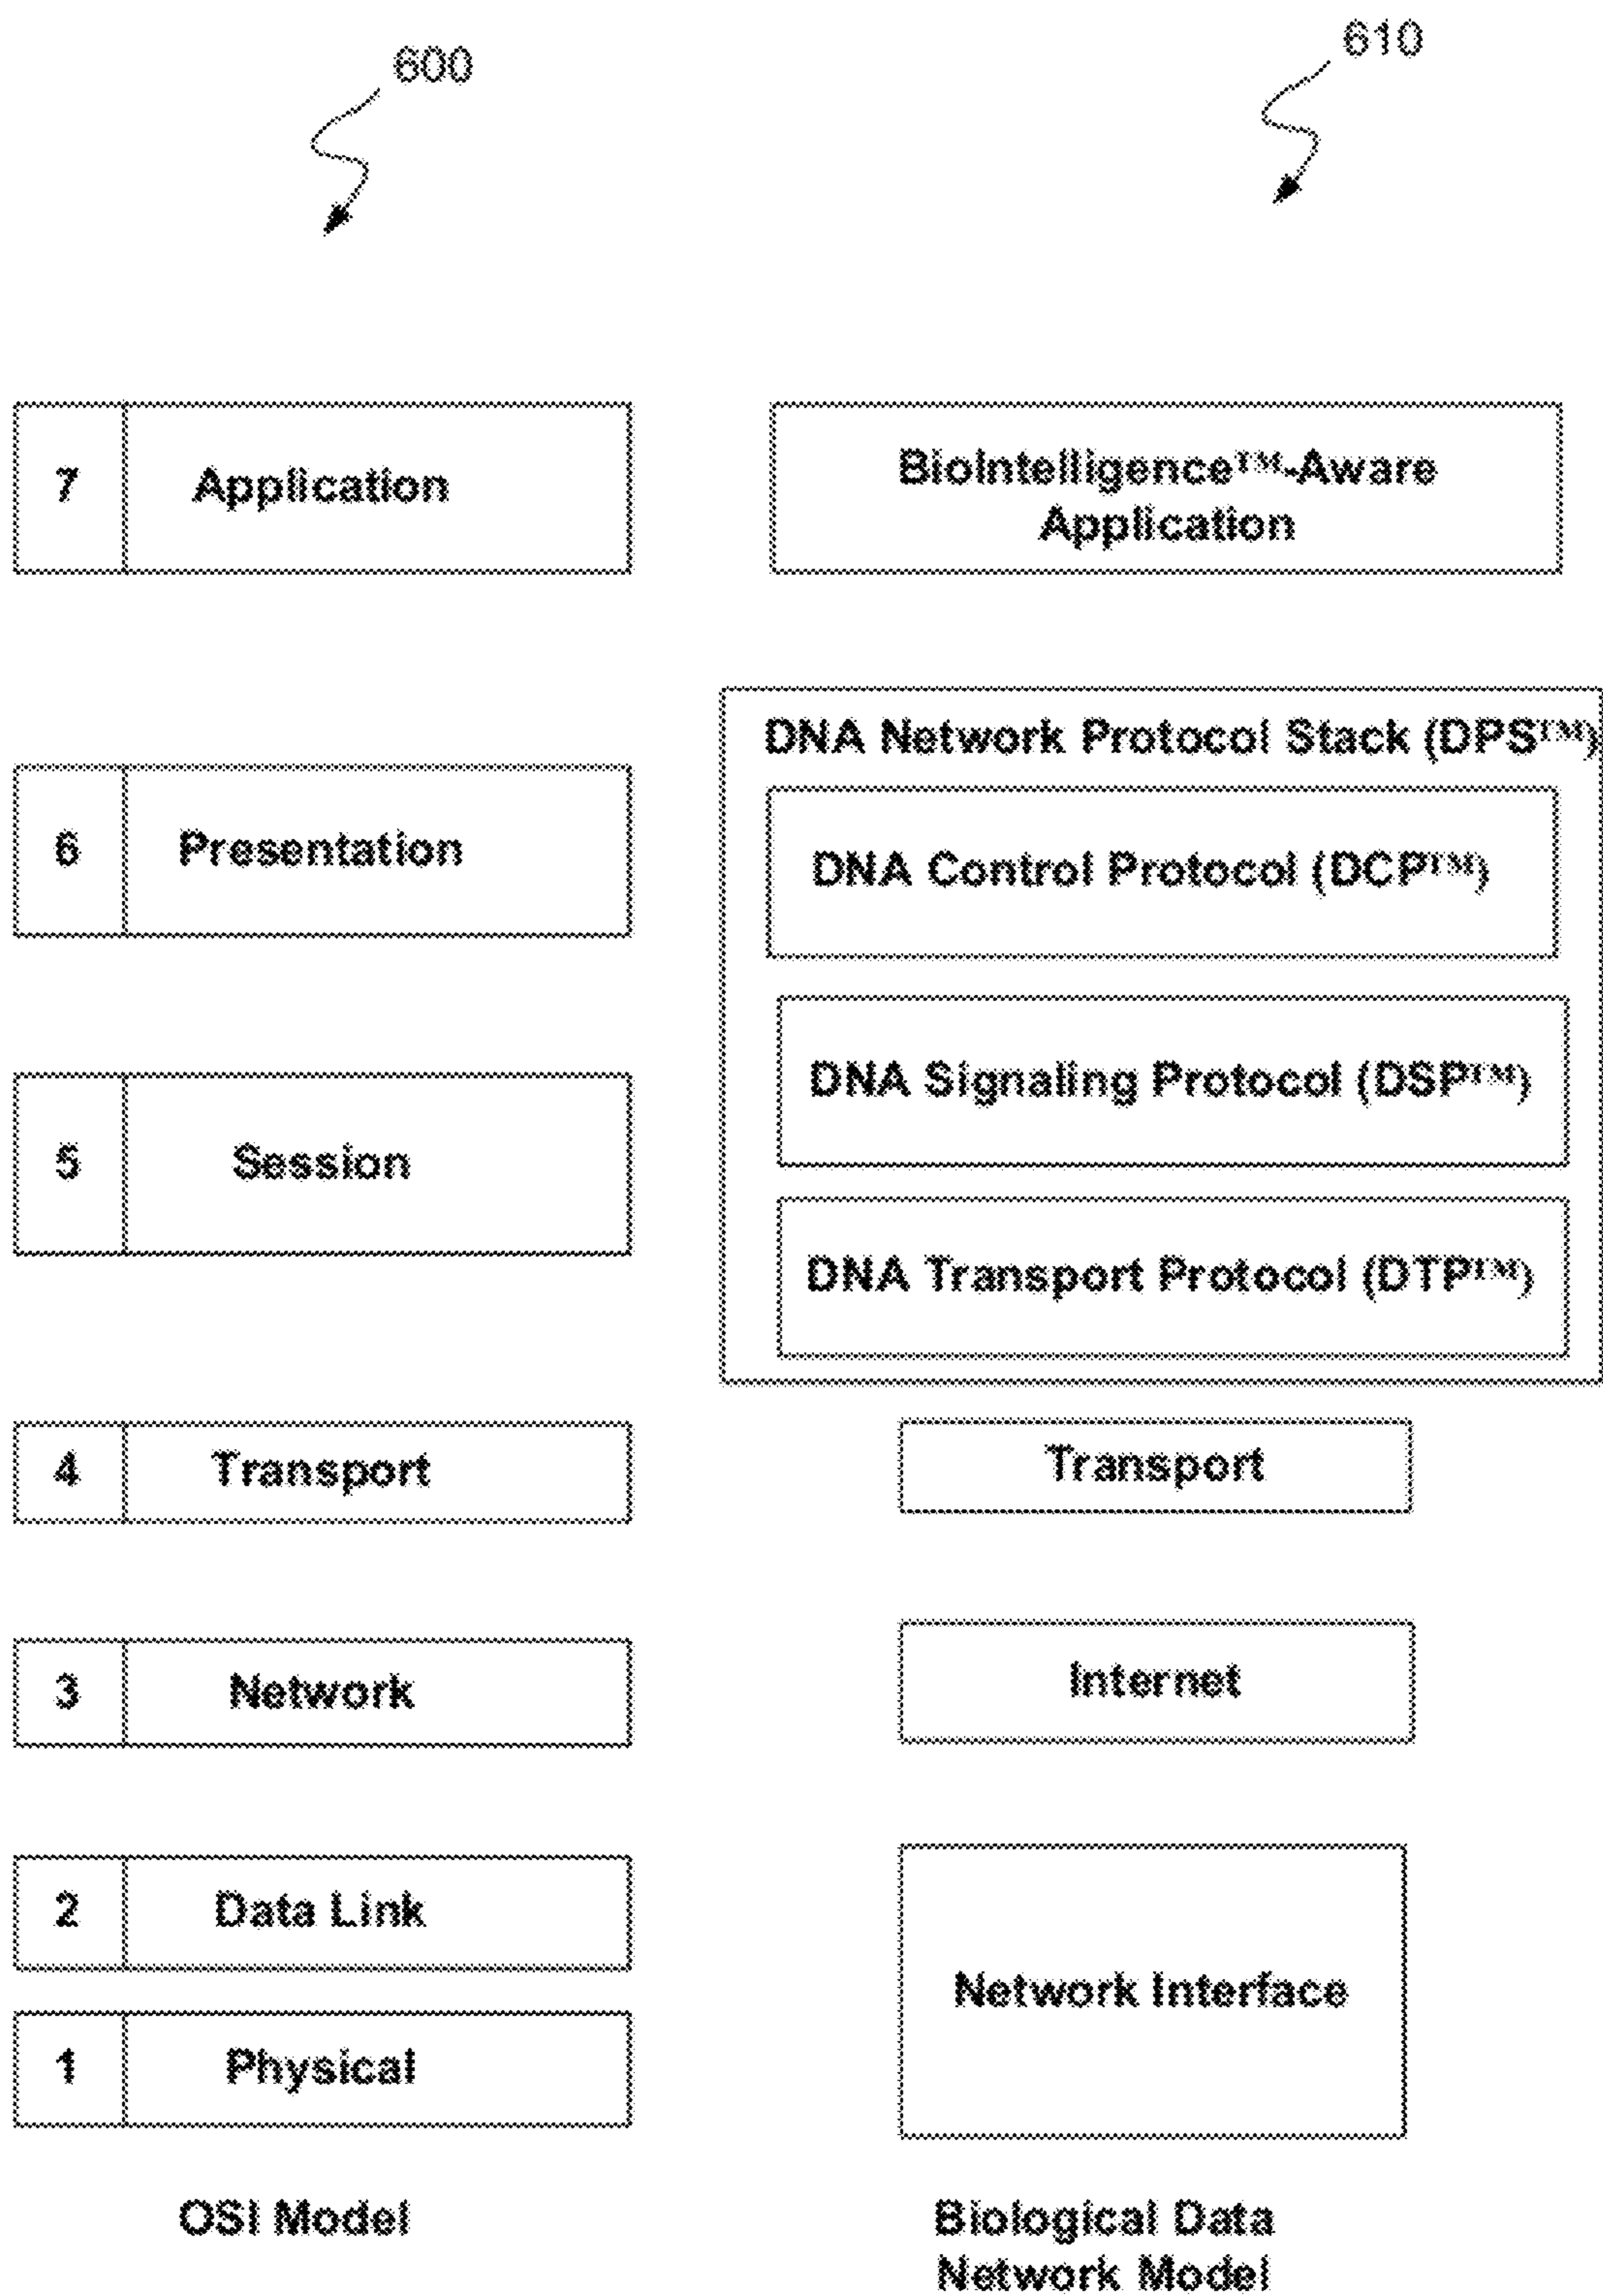 600
610
7 Application
BioIntelligence™-Aware
Application
DNA Network Protocol Stack (DPS™)
6 Presentation
DNA Control Protocol (DCP™)
DNA Signaling Protocol (DSP™)
5 Session
DNA Transport Protocol (DTP™)
4 Transport
Transport
3 Network
Internet
2 Data Link
Network Interface
1 Physical
OSI Model
Biological Data
Network Model